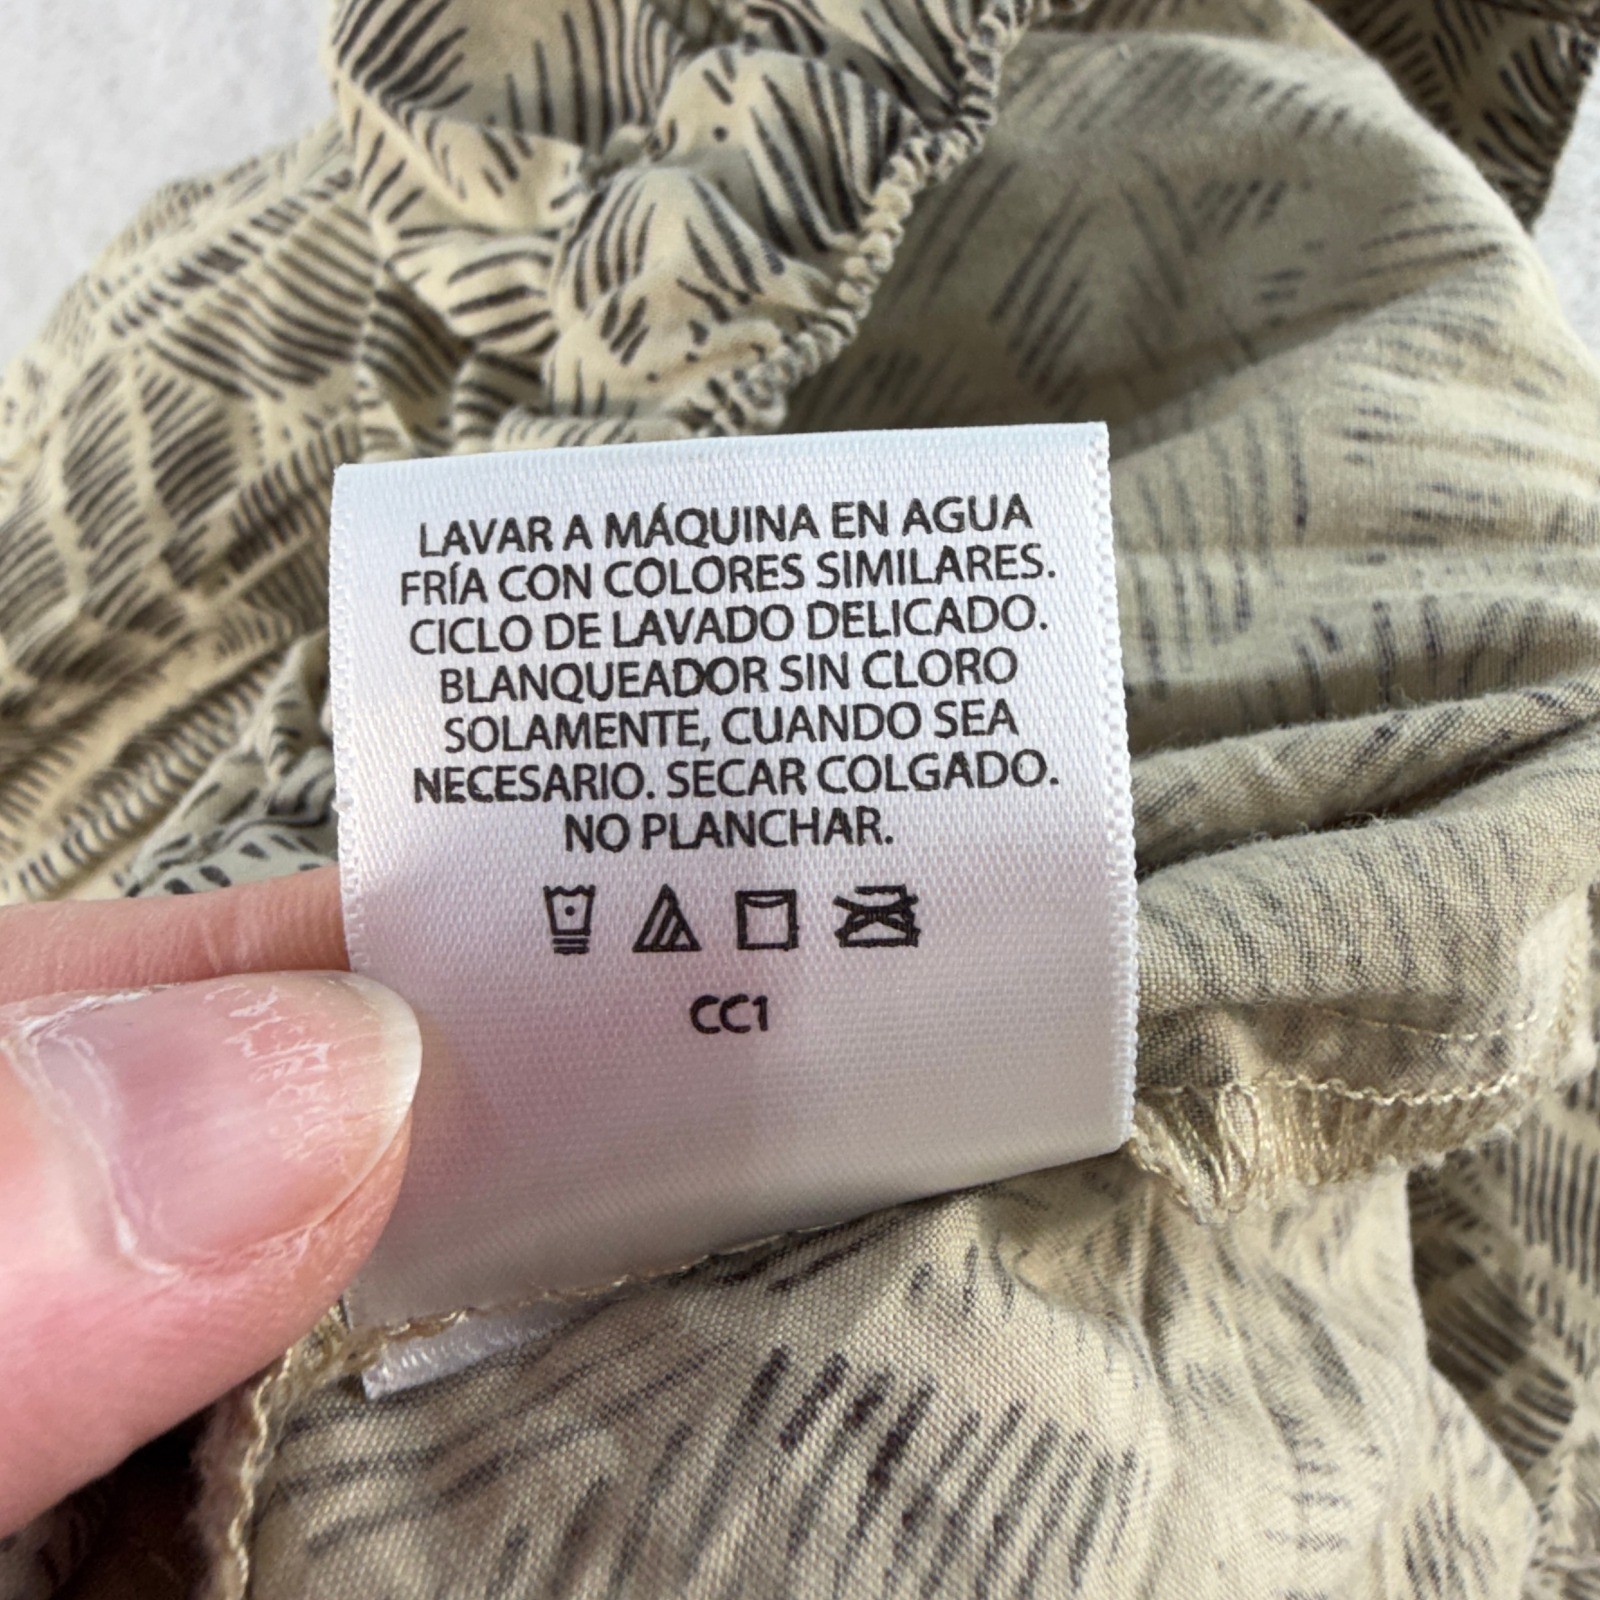 LAVAR A MÁQUINA EN AGUA
FRÍA CON COLORES SIMILARES.
CICLO DE LAVADO DELICADO.
BLANQUEADOR SIN CLORO
SOLAMENTE, CUANDO SEA
NECESARIO. SECAR COLGADO.
NO PLANCHAR.
CC1